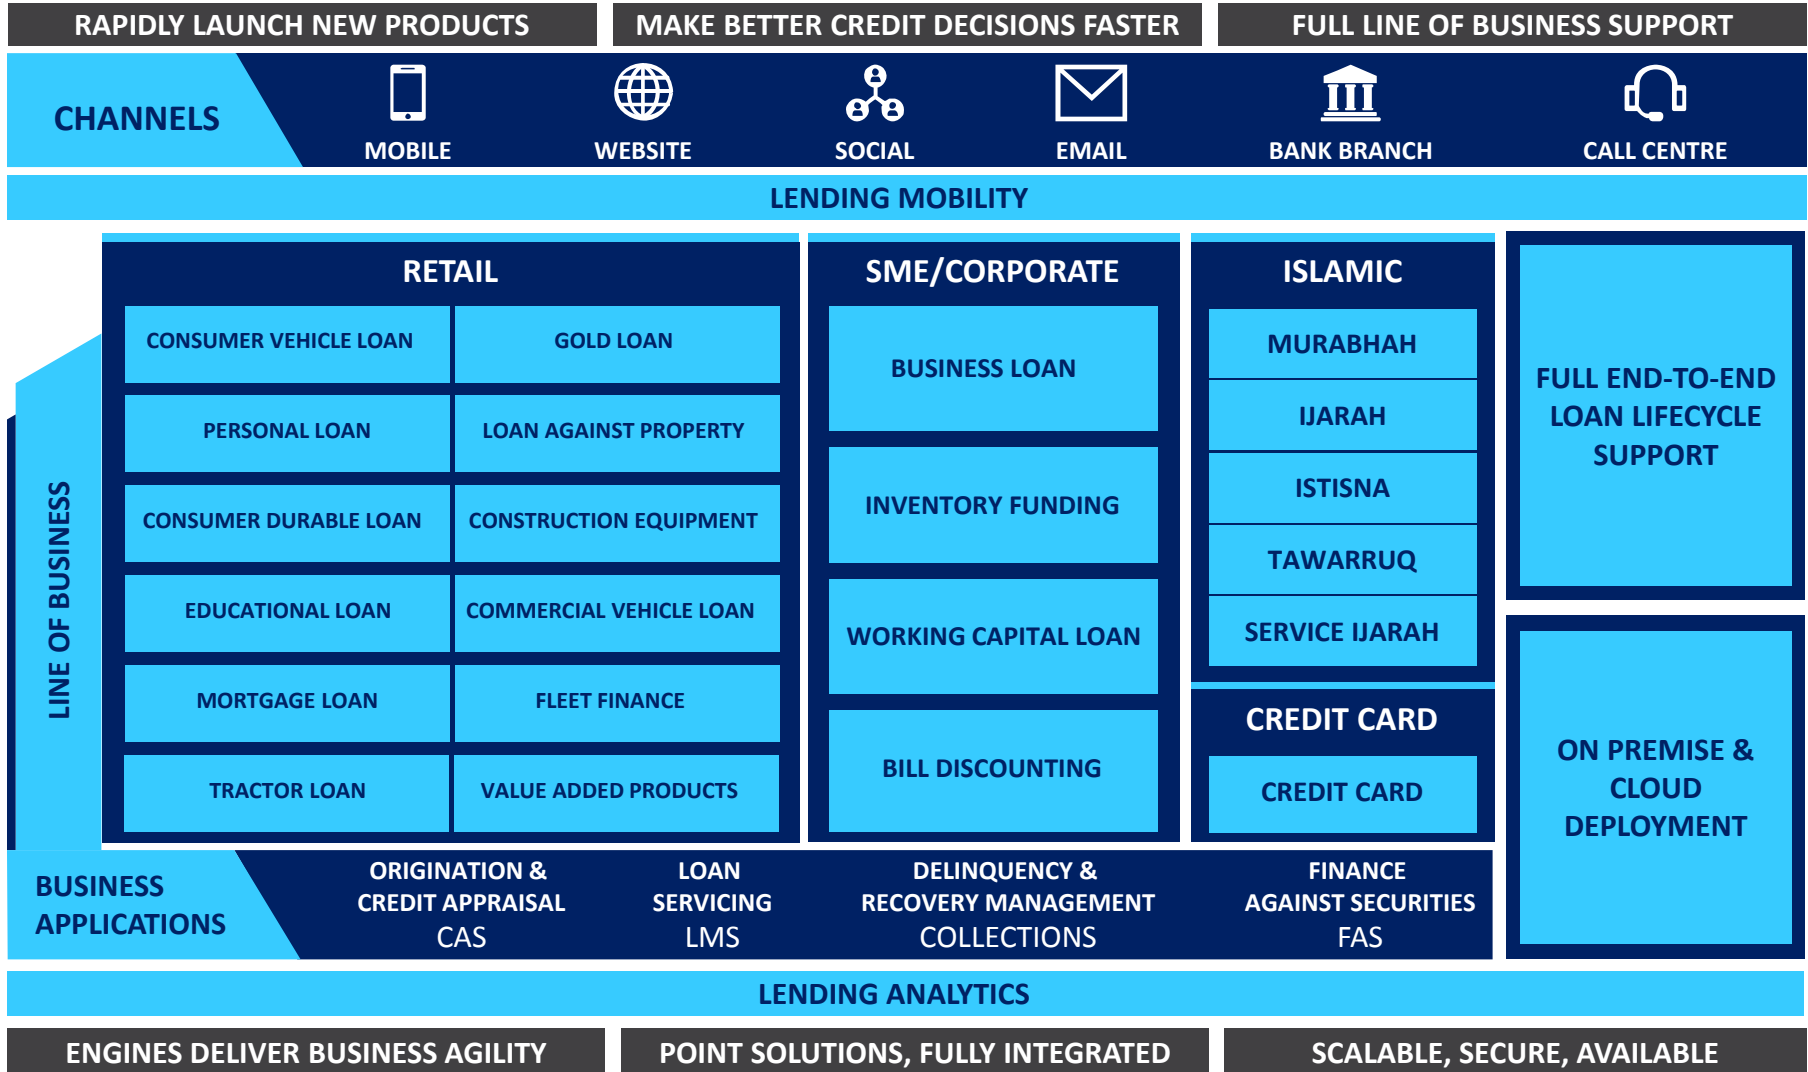 RAPIDLY LAUNCH NEW PRODUCTS
MAKE BETTER CREDIT DECISIONS FASTER
FULL LINE OF BUSINESS SUPPORT
CHANNELS
MOBILE
WEBSITE
SOCIAL
EMAIL
BANK BRANCH
CALL CENTRE
LENDING MOBILITY
LINE OF BUSINESS
RETAIL
CONSUMER VEHICLE LOAN
GOLD LOAN
PERSONAL LOAN
LOAN AGAINST PROPERTY
CONSUMER DURABLE LOAN
CONSTRUCTION EQUIPMENT
EDUCATIONAL LOAN
COMMERCIAL VEHICLE LOAN
MORTGAGE LOAN
FLEET FINANCE
TRACTOR LOAN
VALUE ADDED PRODUCTS
SME/CORPORATE
BUSINESS LOAN
INVENTORY FUNDING
WORKING CAPITAL LOAN
BILL DISCOUNTING
ISLAMIC
MURABHAH
IJARAH
ISTISNA
TAWARRUQ
SERVICE IJARAH
CREDIT CARD
CREDIT CARD
FULL END-TO-END
LOAN LIFECYCLE
SUPPORT
ON PREMISE &
CLOUD
DEPLOYMENT
BUSINESS
APPLICATIONS
ORIGINATION &
CREDIT APPRAISAL
CAS
LOAN
SERVICING
LMS
DELINQUENCY &
RECOVERY MANAGEMENT
COLLECTIONS
FINANCE
AGAINST SECURITIES
FAS
LENDING ANALYTICS
ENGINES DELIVER BUSINESS AGILITY
POINT SOLUTIONS, FULLY INTEGRATED
SCALABLE, SECURE, AVAILABLE